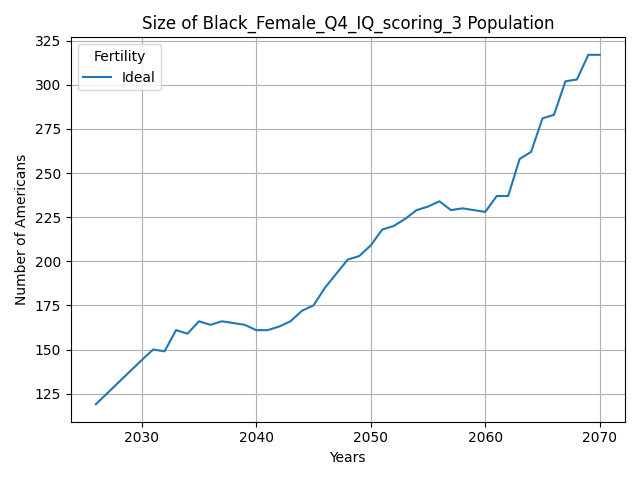 Size of Black_Female_Q4_IQ_scoring_3 Population
Fertility
Ideal
Number of Americans
325
300
275
250
225
200
175
150
125
2030 2040 2050 2060 2070
Years